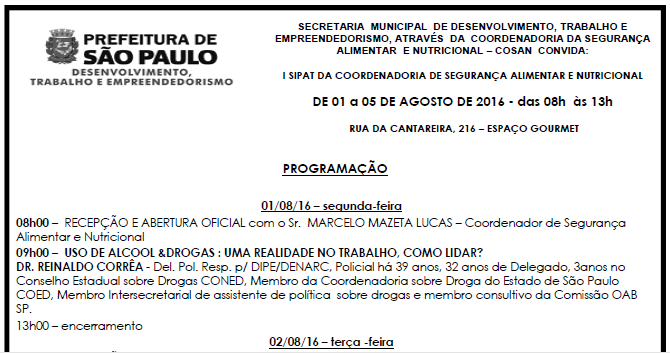 PREFEITURA DE
SÃO PAULO
DESENVOLVIMENTO,
TRABALHO E EMPREENDEDORISMO
SECRETARIA MUNICIPAL DE DESENVOLVIMENTO, TRABALHO E
EMPREENDEDORISMO, ATRAVÉS DA COORDENADORIA DA SEGURANÇA
ALIMENTAR E NUTRICIONAL – COSAN CONVIDA:
I SIPAT DA COORDENADORIA DE SEGURANÇA ALIMENTAR E NUTRICIONAL
DE 01 a 05 DE AGOSTO DE 2016 - das 08h às 13h
RUA DA CANTAREIRA, 216 – ESPAÇO GOURMET
PROGRAMAÇÃO
01/08/16 – segunda-feira
08h00 – RECEPÇÃO E ABERTURA OFICIAL com o Sr. MARCELO MAZETA LUCAS – Coordenador de Segurança
Alimentar e Nutricional
09h00 – USO DE ALCOOL &DROGAS : UMA REALIDADE NO TRABALHO, COMO LIDAR?
DR. REINALDO CORRÊA - Del. Pol. Resp. p/ DIPE/DENARC, Policial há 39 anos, 32 anos de Delegado, 3anos no
Conselho Estadual sobre Drogas CONED, Membro da Coordenadoria sobre Droga do Estado de São Paulo
COED, Membro Intersecretarial de assistente de política sobre drogas e membro consultivo da Comissão OAB
SP.
13h00 – encerramento
02/08/16 – terça -feira